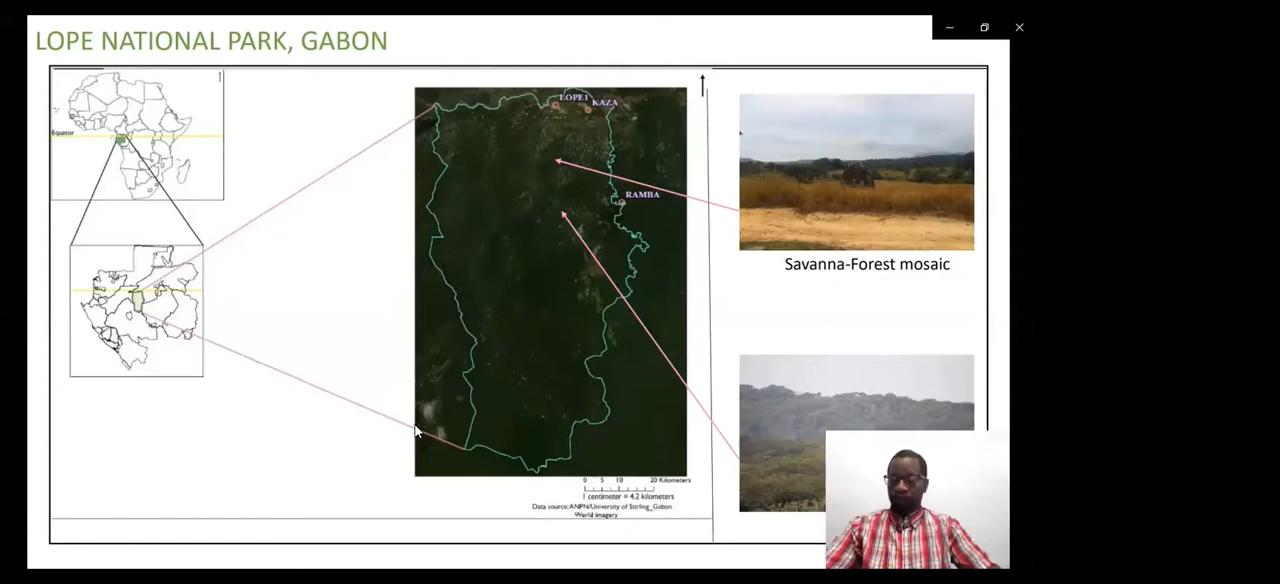 LOPE NATIONAL PARK, GABON
Equator
LOPE1
KAZA
RAMBA
Savanna-Forest mosaic
0 5 10 20 Kilometers
1 centimeter = 4.2 kilometers
Data source:ANPN/University of Stirling_Gabon
World imagery